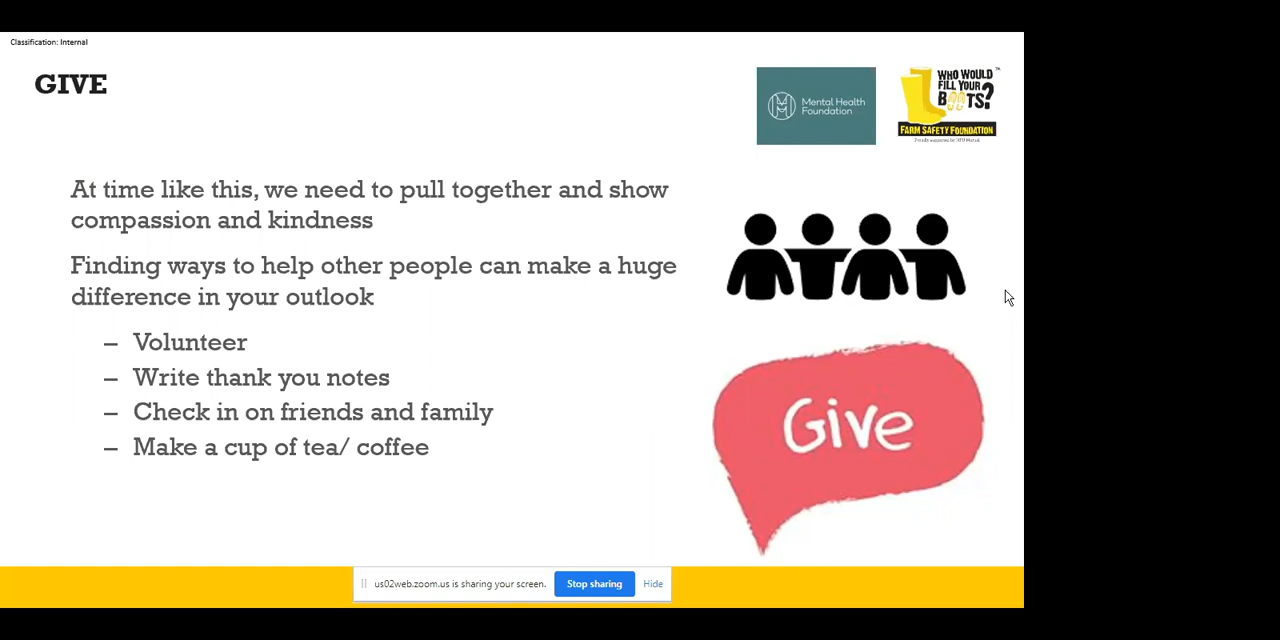 Classification: Internal
GIVE
Mental Health
Foundation
WHO WOULD
FILL YOUR
BOOTS?
TM
FARM SAFETY FOUNDATION
At time like this, we need to pull together and show
compassion and kindness
Finding ways to help other people can make a huge
difference in your outlook
– Volunteer
– Write thank you notes
– Check in on friends and family
– Make a cup of tea/ coffee
Give
us02web.zoom.us is sharing your screen.
Stop sharing
Hide